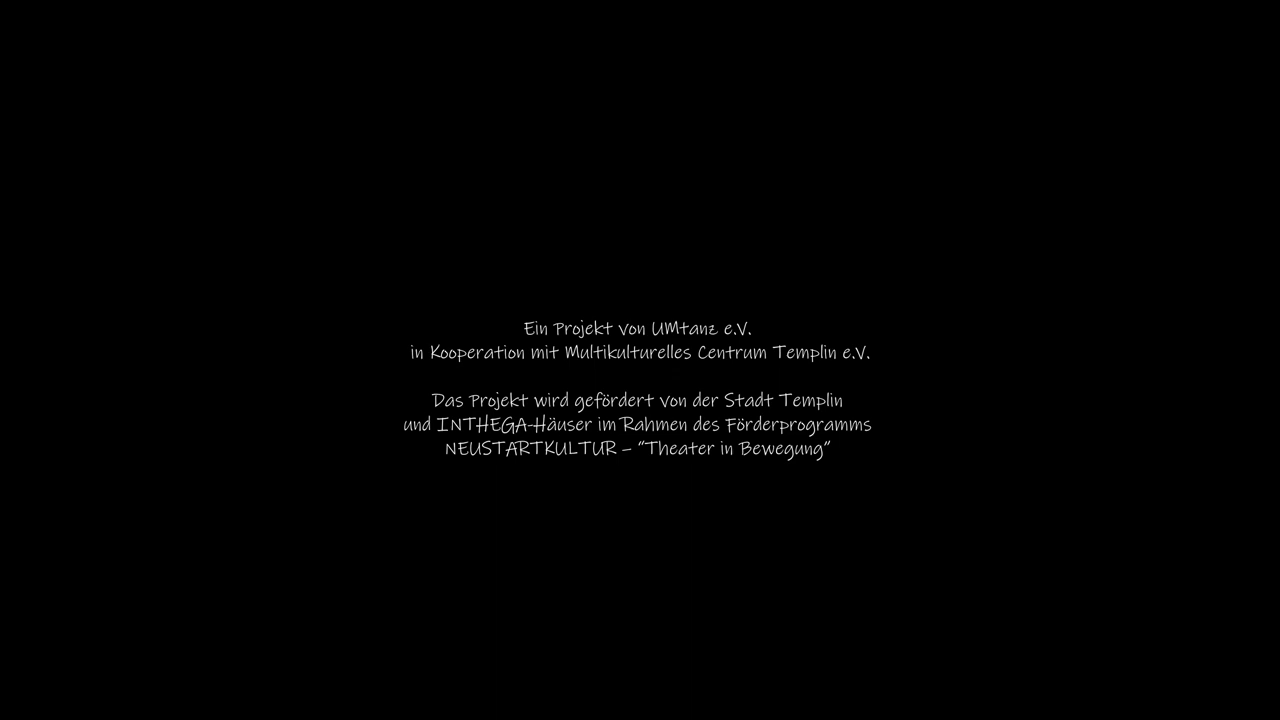 Ein Projekt von UMtanz e.V.
in Kooperation mit Multikulturelles Centrum Templin e.V.
Das Projekt wird gefördert von der Stadt Templin
und INTHEGA-Häuser im Rahmen des Förderprogramms
NEUSTARTKULTUR – “Theater in Bewegung”